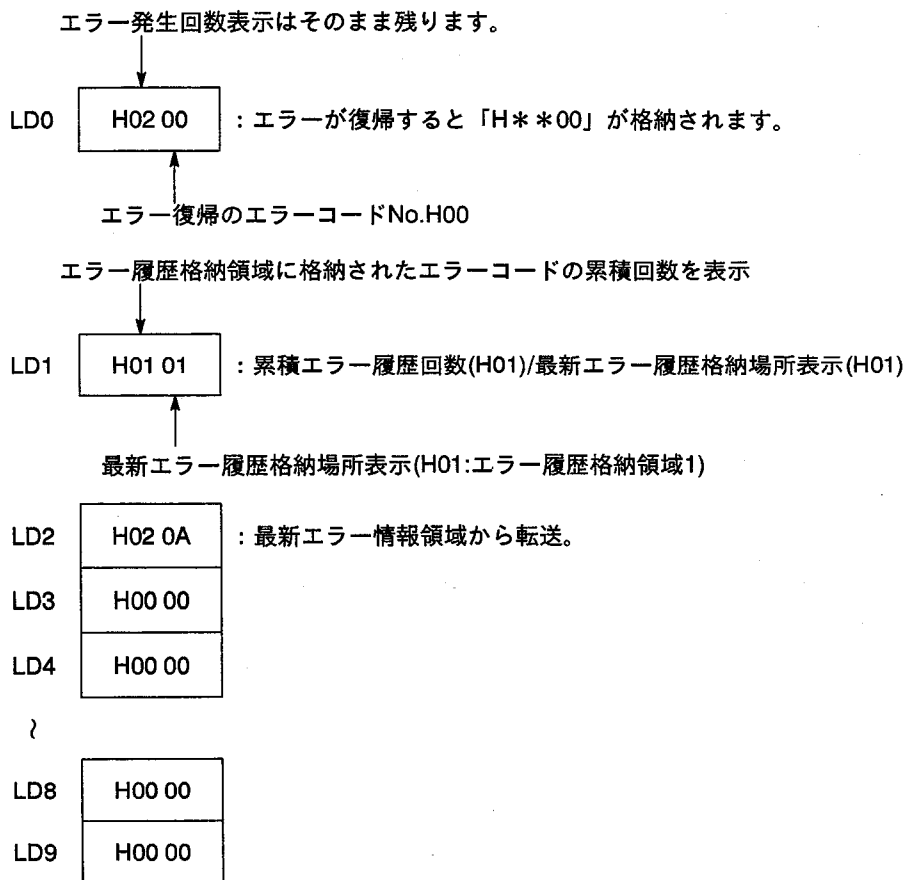 エラー発生回数表示はそのまま残ります。
LD0 H02 00 :エラーが復帰すると「H＊＊00」が格納されます。
エラー復帰のエラーコードNo.H00
エラー履歴格納領域に格納されたエラーコードの累積回数を表示
LD1 H01 01 :累積エラー履歴回数(H01)/最新エラー履歴格納場所表示(H01)
最新エラー履歴格納場所表示(H01:エラー履歴格納領域1)
LD2 H02 0A :最新エラー情報領域から転送。
LD3 H00 00
LD4 H00 00
～
LD8 H00 00
LD9 H00 00